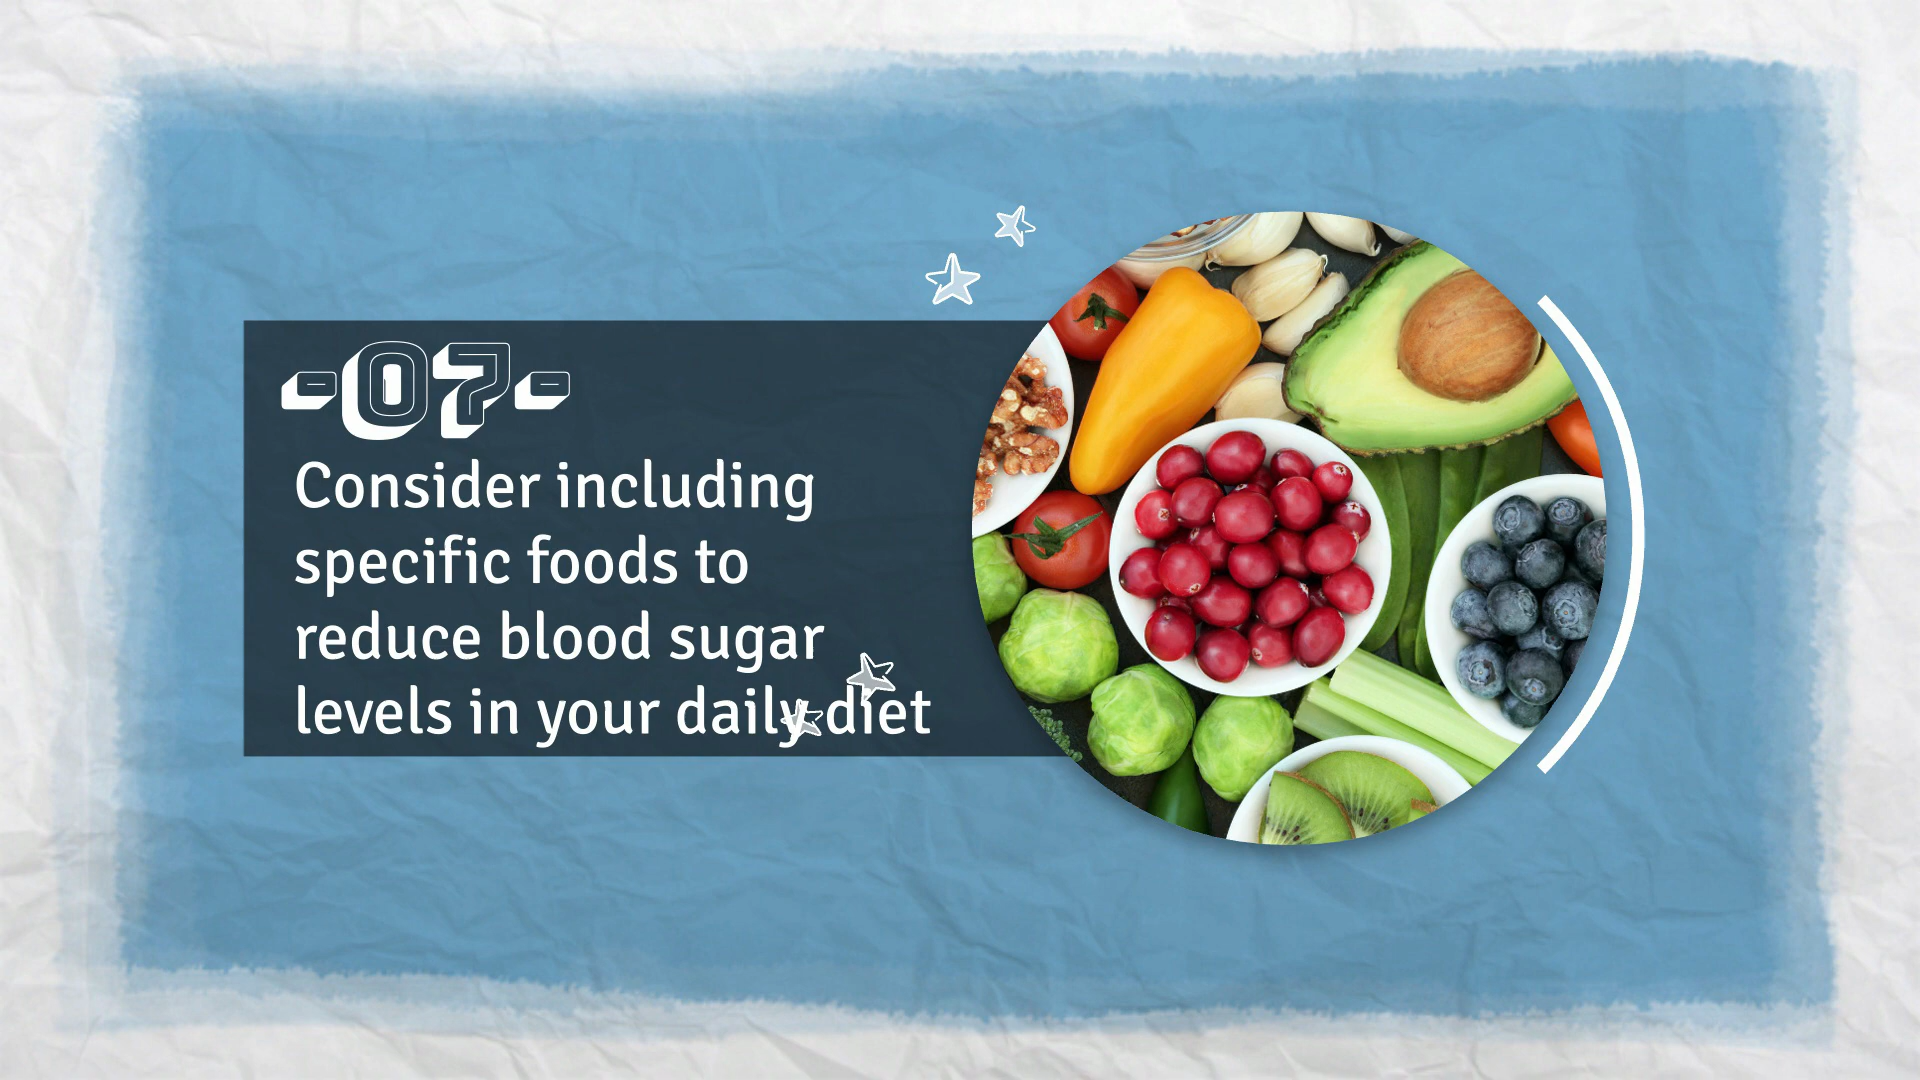 -07-
Consider including
specific foods to
reduce blood sugar
levels in your daily diet